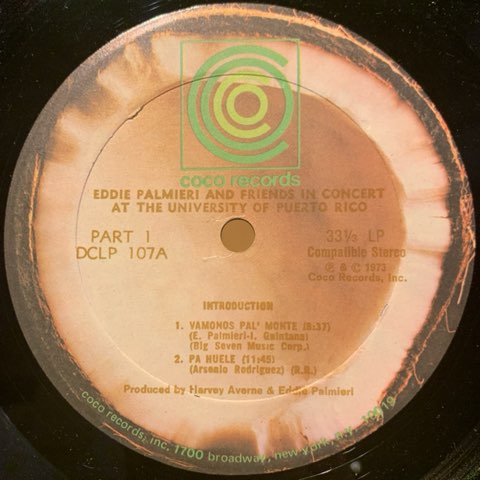 coco records
EDDIE PALMIERI AND FRIENDS IN CONCERT
AT THE UNIVERSITY OF PUERTO RICO
PART 1
DCLP 107A
33⅓ LP
Compatible Stereo
℗ & © 1973
Coco Records, Inc.
INTRODUCTION
1. VAMONOS PAL' MONTE (8:37)
(E. Palmieri-I. Quintana)
(Big Seven Music Corp.)
2. PA HUELE (11:45)
(Arsenio Rodriguez) (R.R.)
Produced by Harvey Averne & Eddie Palmieri
coco records, inc. 1700 broadway, new york, n.y. 10019